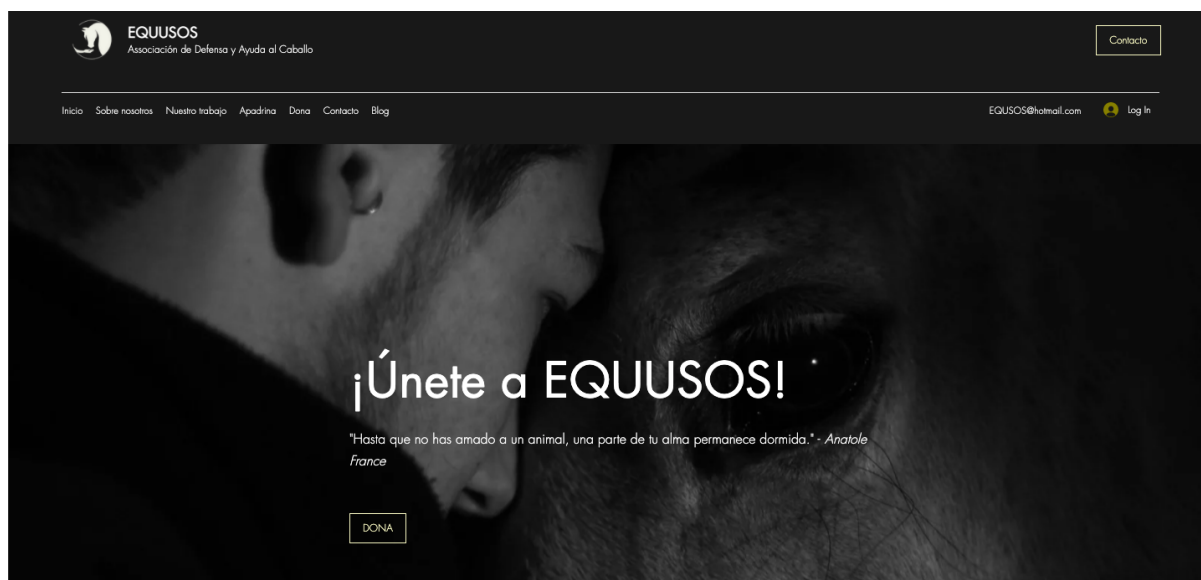 EQUUSOS
Associación de Defensa y Ayuda al Caballo
Contacto
Inicio Sobre nosotros Nuestro trabajo Apadrina Dona Contacto Blog
EQUSOS@hotmail.com Log In
¡Únete a EQUUSOS!
"Hasta que no has amado a un animal, una parte de tu alma permanece dormida." - Anatole
France
DONA